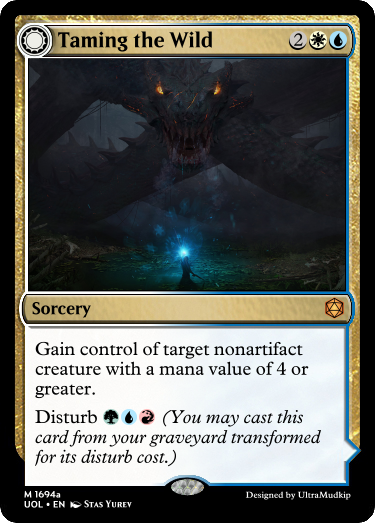 Taming the Wild 2
Sorcery
Gain control of target nonartifact
creature with a mana value of 4 or
greater.
Disturb (You may cast this
card from your graveyard transformed
for its disturb cost.)
M 1694a
UOL • EN Stas Yurev
Designed by UltraMudkip